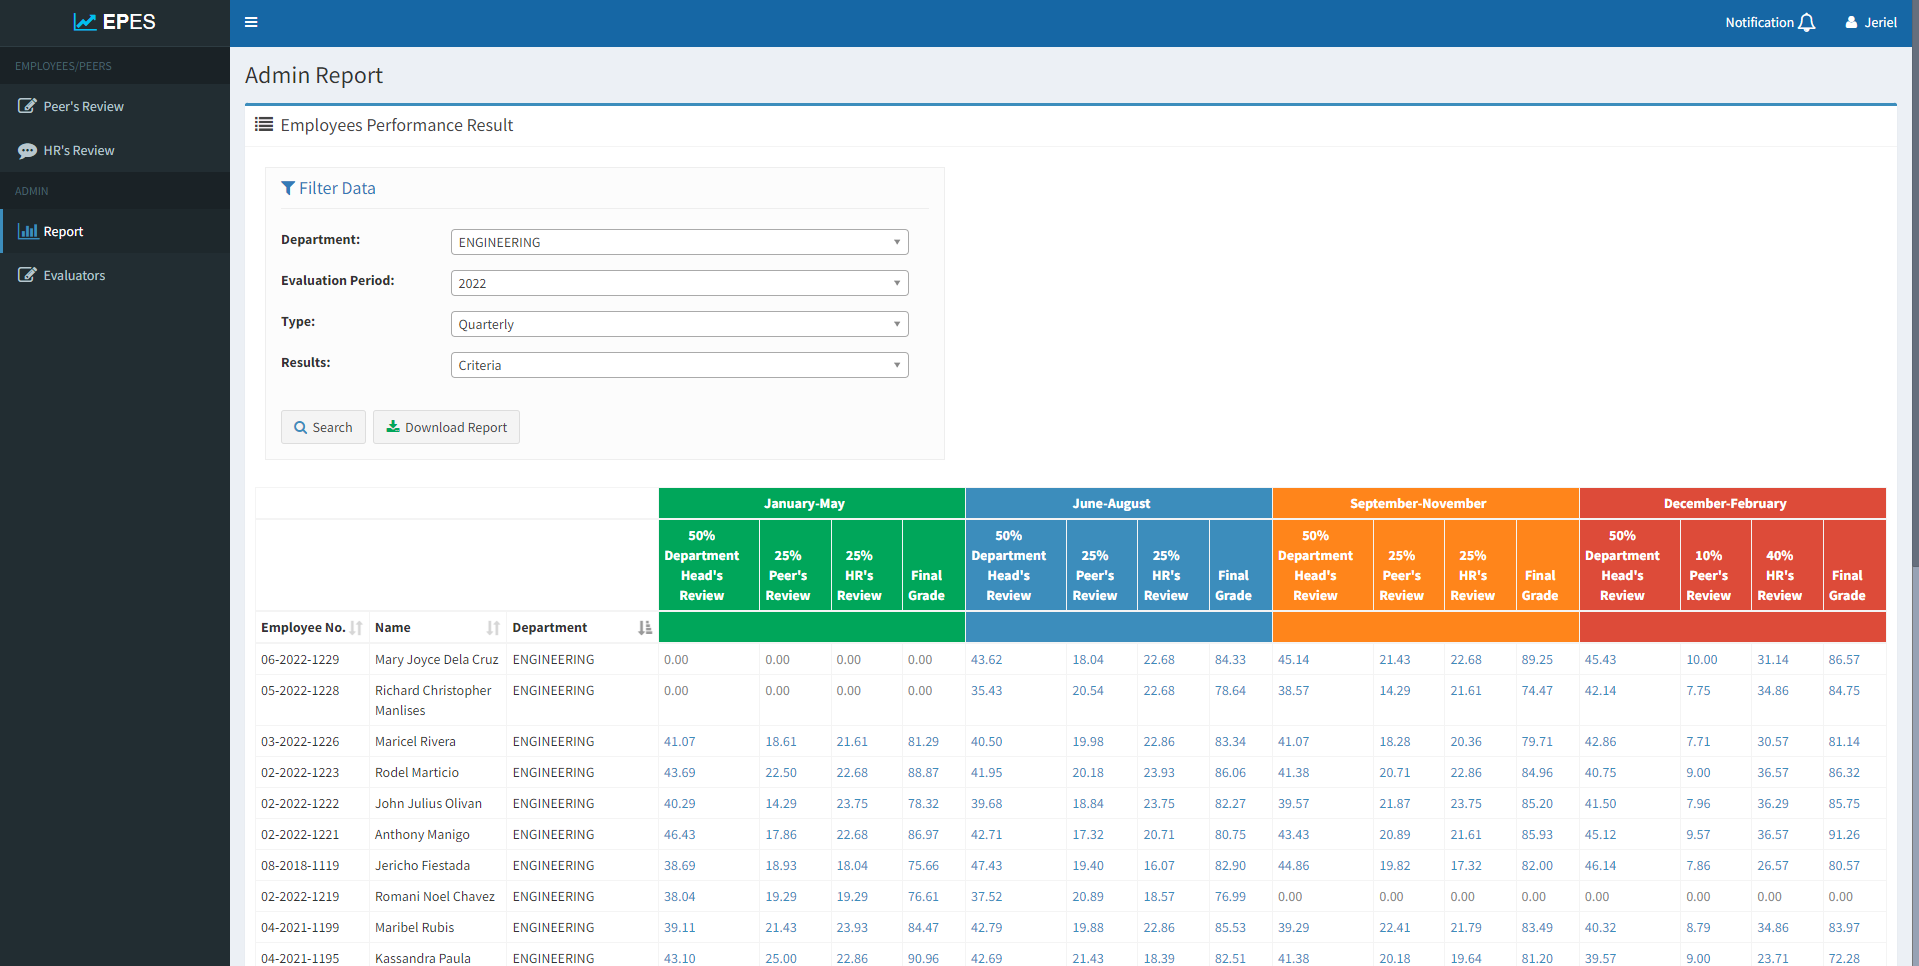 EPES
Notification
Jeriel
EMPLOYEES/PEERS
Peer's Review
HR's Review
ADMIN
Report
Evaluators
Admin Report
Employees Performance Result
Filter Data
Department: ENGINEERING
Evaluation Period: 2022
Type: Quarterly
Results: Criteria
Search Download Report
January-May June-August September-November December-February
50% Department Head's Review 25% Peer's Review 25% HR's Review Final Grade 50% Department Head's Review 25% Peer's Review 25% HR's Review Final Grade 50% Department Head's Review 25% Peer's Review 25% HR's Review Final Grade 50% Department Head's Review 10% Peer's Review 40% HR's Review Final Grade
Employee No. Name Department
06-2022-1229 Mary Joyce Dela Cruz ENGINEERING 0.00 0.00 0.00 0.00 43.62 18.04 22.68 84.33 45.14 21.43 22.68 89.25 45.43 10.00 31.14 86.57
05-2022-1228 Richard Christopher Manlises ENGINEERING 0.00 0.00 0.00 0.00 35.43 20.54 22.68 78.64 38.57 14.29 21.61 74.47 42.14 7.75 34.86 84.75
03-2022-1226 Maricel Rivera ENGINEERING 41.07 18.61 21.61 81.29 40.50 19.98 22.86 83.34 41.07 18.28 20.36 79.71 42.86 7.71 30.57 81.14
02-2022-1223 Rodel Marticio ENGINEERING 43.69 22.50 22.68 88.87 41.95 20.18 23.93 86.06 41.38 20.71 22.86 84.96 40.75 9.00 36.57 86.32
02-2022-1222 John Julius Olivan ENGINEERING 40.29 14.29 23.75 78.32 39.68 18.84 23.75 82.27 39.57 21.87 23.75 85.20 41.50 7.96 36.29 85.75
02-2022-1221 Anthony Manigo ENGINEERING 46.43 17.86 22.68 86.97 42.71 17.32 20.71 80.75 43.43 20.89 21.61 85.93 45.12 9.57 36.57 91.26
08-2018-1119 Jericho Fiestada ENGINEERING 38.69 18.93 18.04 75.66 47.43 19.40 16.07 82.90 44.86 19.82 17.32 82.00 46.14 7.86 26.57 80.57
02-2022-1219 Romani Noel Chavez ENGINEERING 38.04 19.29 19.29 76.61 37.52 20.89 18.57 76.99 0.00 0.00 0.00 0.00 0.00 0.00 0.00 0.00
04-2021-1199 Maribel Rubis ENGINEERING 39.11 21.43 23.93 84.47 42.79 19.88 22.86 85.53 39.29 22.41 21.79 83.49 40.32 8.79 34.86 83.97
04-2021-1195 Kassandra Paula ENGINEERING 43.10 25.00 22.86 90.96 42.69 21.43 18.39 82.51 41.38 20.18 19.64 81.20 39.57 9.00 23.71 72.28